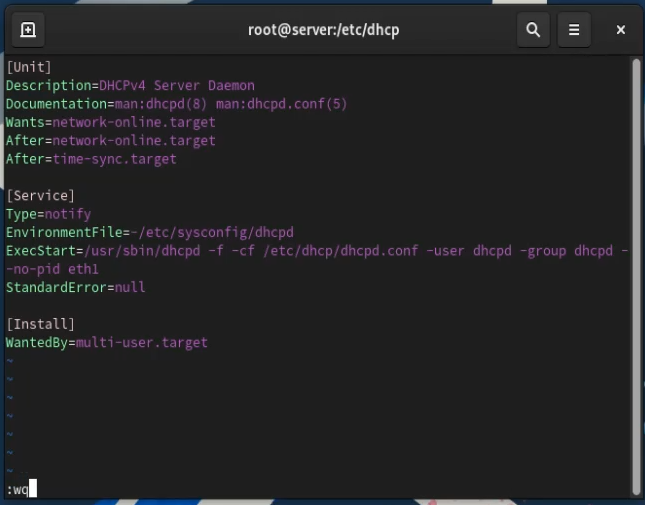 root@server:/etc/dhcp
[Unit]
Description=DHCPv4 Server Daemon
Documentation=man:dhcpd(8) man:dhcpd.conf(5)
Wants=network-online.target
After=network-online.target
After=time-sync.target
[Service]
Type=notify
EnvironmentFile=-/etc/sysconfig/dhcpd
ExecStart=/usr/sbin/dhcpd -f -cf /etc/dhcp/dhcpd.conf -user dhcpd -group dhcpd -
-no-pid eth1
StandardError=null
[Install]
WantedBy=multi-user.target
~
~
~
~
~
~
~
:wq